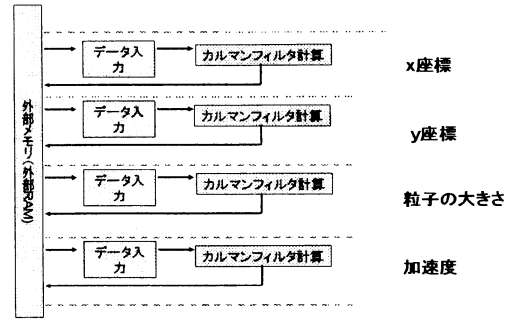 外部メモリ(外部RAM)
データ入
力
カルマンフィルタ計算
x座標
データ入
力
カルマンフィルタ計算
y座標
データ入
力
カルマンフィルタ計算
粒子の大きさ
データ入
力
カルマンフィルタ計算
加速度